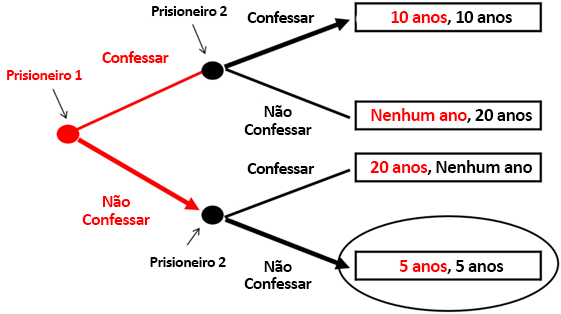 Prisioneiro 2
Confessar
10 anos, 10 anos
Confessar
Prisioneiro 1
Não
Confessar
Nenhum ano, 20 anos
Confessar
20 anos, Nenhum ano
Não
Confessar
Prisioneiro 2
Não
Confessar
5 anos, 5 anos